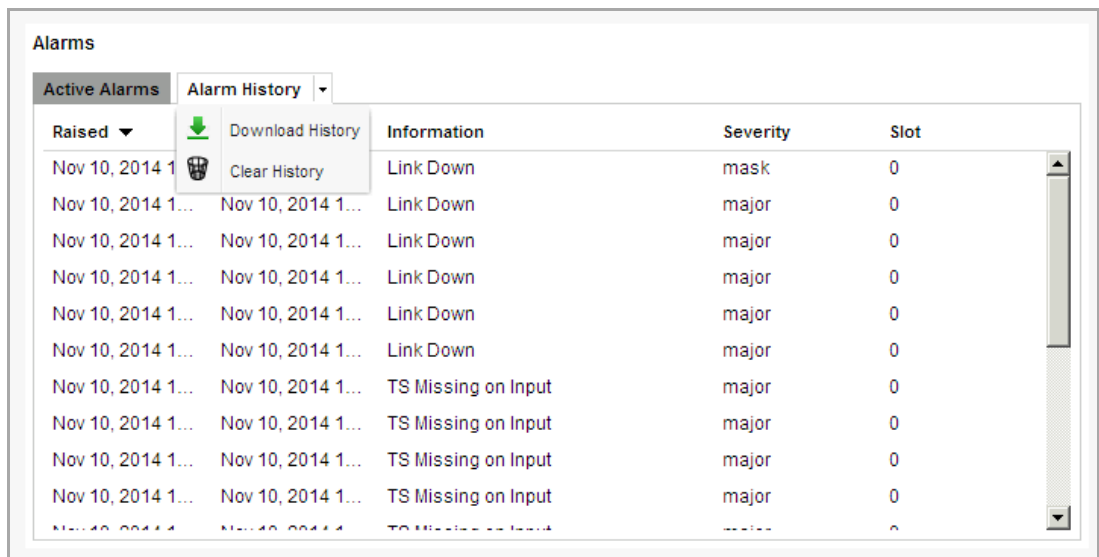 Alarms
Active Alarms Alarm History
Raised Download History Information Severity Slot
Nov 10, 2014 1 Clear History Link Down mask 0
Nov 10, 2014 1... Nov 10, 2014 1... Link Down major 0
Nov 10, 2014 1... Nov 10, 2014 1... Link Down major 0
Nov 10, 2014 1... Nov 10, 2014 1... Link Down major 0
Nov 10, 2014 1... Nov 10, 2014 1... Link Down major 0
Nov 10, 2014 1... Nov 10, 2014 1... Link Down major 0
Nov 10, 2014 1... Nov 10, 2014 1... TS Missing on Input major 0
Nov 10, 2014 1... Nov 10, 2014 1... TS Missing on Input major 0
Nov 10, 2014 1... Nov 10, 2014 1... TS Missing on Input major 0
Nov 10, 2014 1... Nov 10, 2014 1... TS Missing on Input major 0